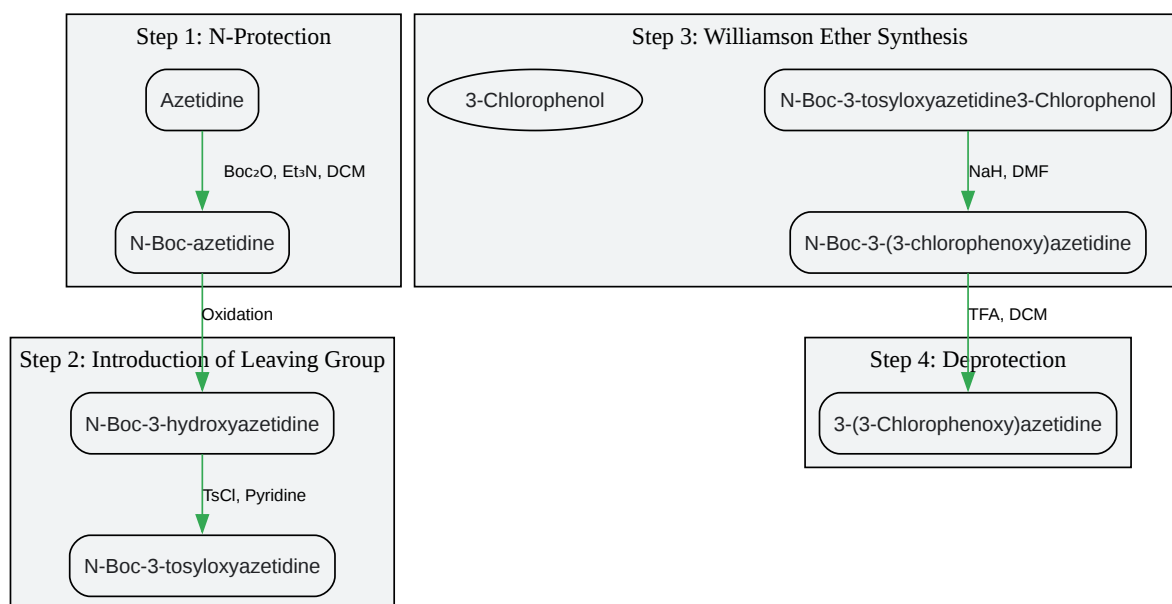 Step 1: N-Protection
Azetidine
Boc₂O, Et₃N, DCM
N-Boc-azetidine
Oxidation
Step 2: Introduction of Leaving Group
N-Boc-3-hydroxyazetidine
TsCl, Pyridine
N-Boc-3-tosyloxyazetidine
Step 3: Williamson Ether Synthesis
3-Chlorophenol
N-Boc-3-tosyloxyazetidine3-Chlorophenol
NaH, DMF
N-Boc-3-(3-chlorophenoxy)azetidine
TFA, DCM
Step 4: Deprotection
3-(3-Chlorophenoxy)azetidine